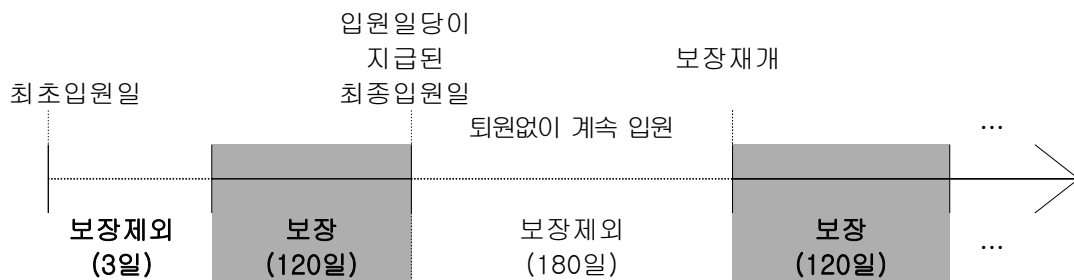 입원일당이
지급된
최종입원일
최초입원일
보장재개
퇴원없이 계속 입원
...
보장제외
(3일)
보장
(120일)
보장제외
(180일)
보장
(120일)
...